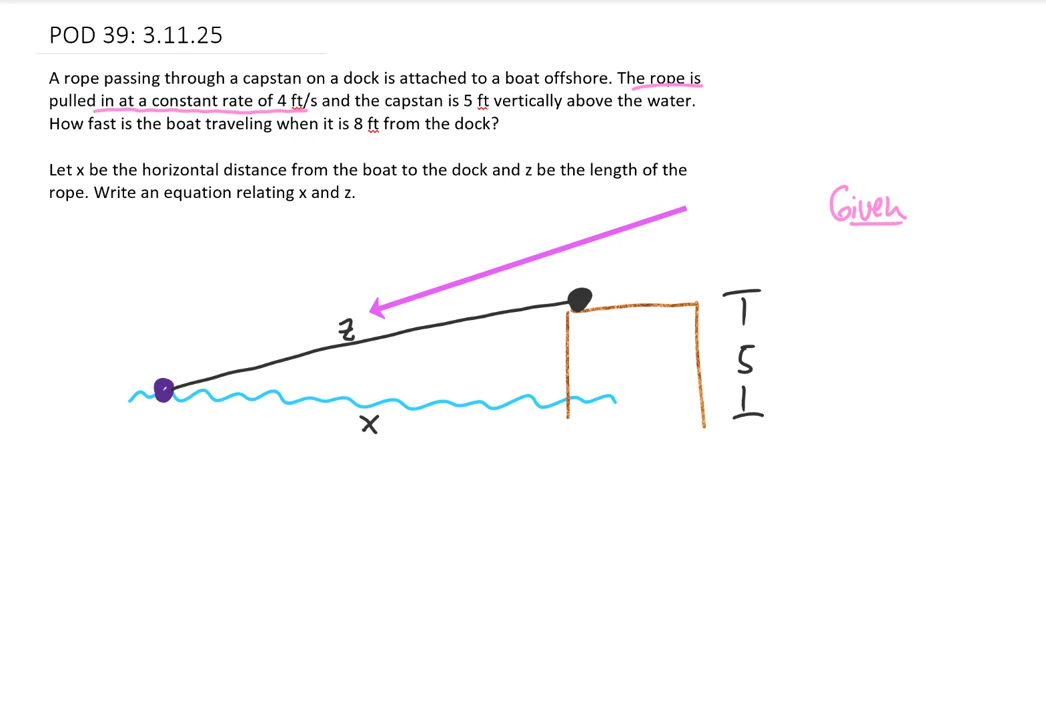 POD 39: 3.11.25
A rope passing through a capstan on a dock is attached to a boat offshore. The rope is
pulled in at a constant rate of 4 ft/s and the capstan is 5 ft vertically above the water.
How fast is the boat traveling when it is 8 ft from the dock?
Let x be the horizontal distance from the boat to the dock and z be the length of the
rope. Write an equation relating x and z.
Given
z
5
x